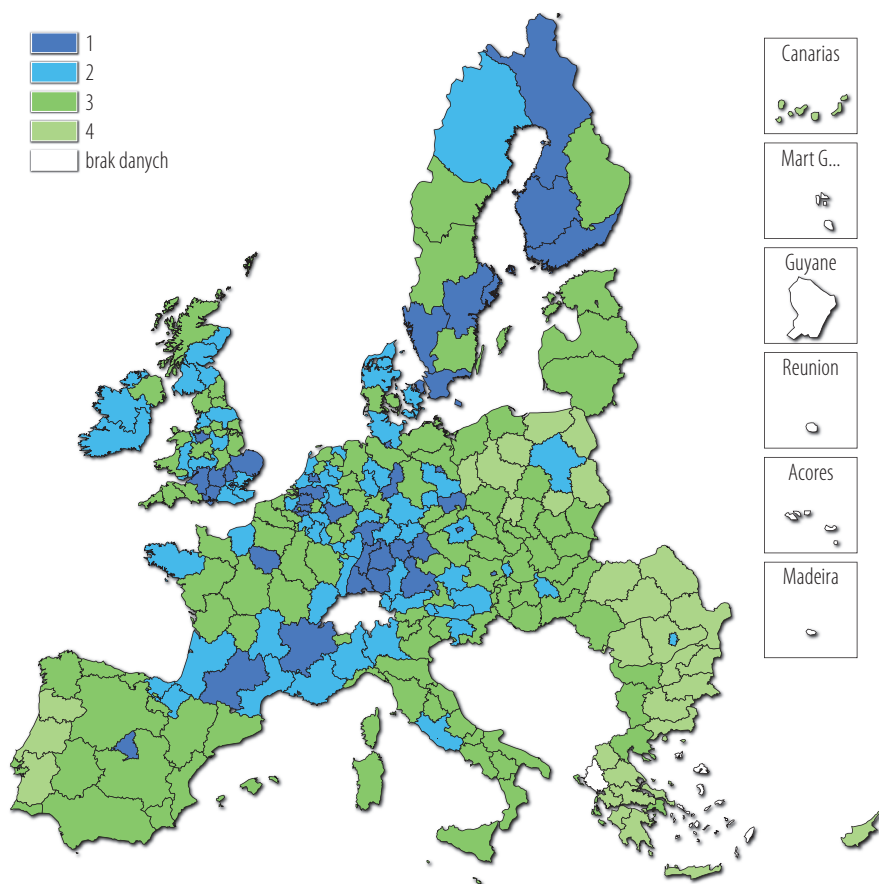 1
2
3
4
brak danych
Canarias
Mart G...
Guyane
Reunion
Acores
Madeira